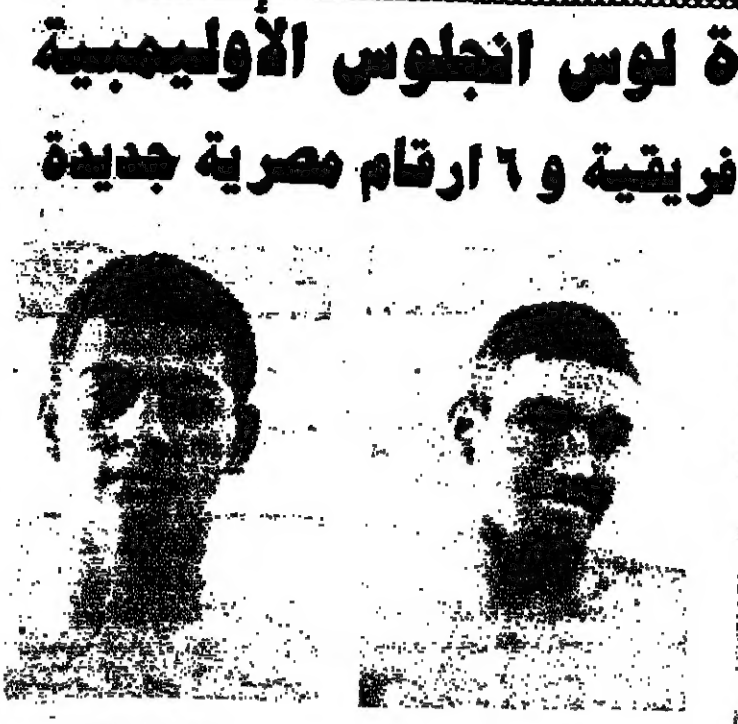 ة لوس انجلوس الأوليمبية
فريقية و ٦ ارقام مصرية جديدة